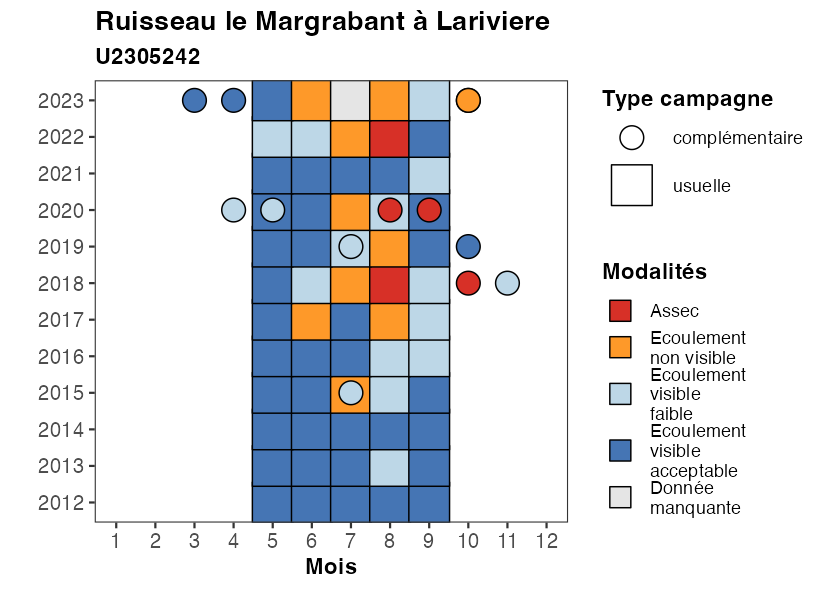 Ruisseau le Margrabant à Lariviere
U2305242
2023
2022
2021
2020
2019
2018
2017
2016
2015
2014
2013
2012
1 2 3 4 5 6 7 8 9 10 11 12
Mois
Type campagne
complémentaire
usuelle
Modalités
Assec
Ecoulement
non visible
Ecoulement
visible
faible
Ecoulement
visible
acceptable
Donnée
manquante